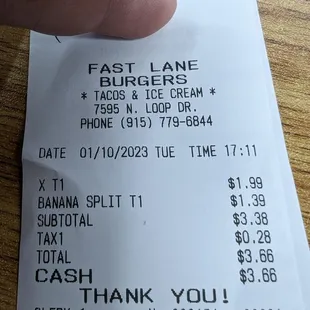 FAST LANE
BURGERS
* TACOS & ICE CREAM *
7595 N. LOOP DR.
PHONE (915) 779-6844
DATE 01/10/2023 TUE TIME 17:11
X T1 $1.99
BANANA SPLIT T1 $1.39
SUBTOTAL $3.38
TAX1 $0.28
TOTAL $3.66
CASH $3.66
THANK YOU!